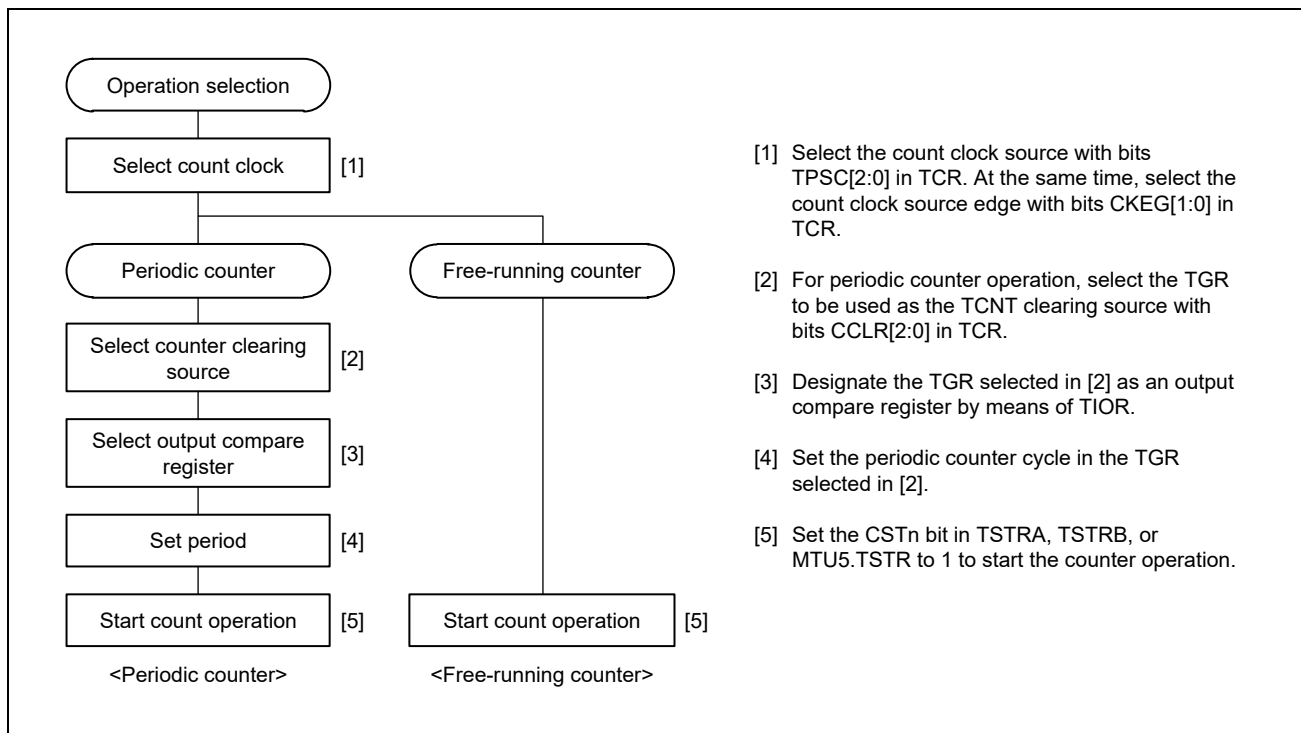 Operation selection
Select count clock
[1]
Periodic counter
Free-running counter
Select counter clearing
source
[2]
Select output compare
register
[3]
Set period
[4]
Start count operation
[5]
Start count operation
[5]
<Periodic counter>
<Free-running counter>
[1] Select the count clock source with bits
TPSC[2:0] in TCR. At the same time, select the
count clock source edge with bits CKEG[1:0] in
TCR.
[2] For periodic counter operation, select the TGR
to be used as the TCNT clearing source with
bits CCLR[2:0] in TCR.
[3] Designate the TGR selected in [2] as an output
compare register by means of TIOR.
[4] Set the periodic counter cycle in the TGR
selected in [2].
[5] Set the CSTn bit in TSTRA, TSTRB, or
MTU5.TSTR to 1 to start the counter operation.